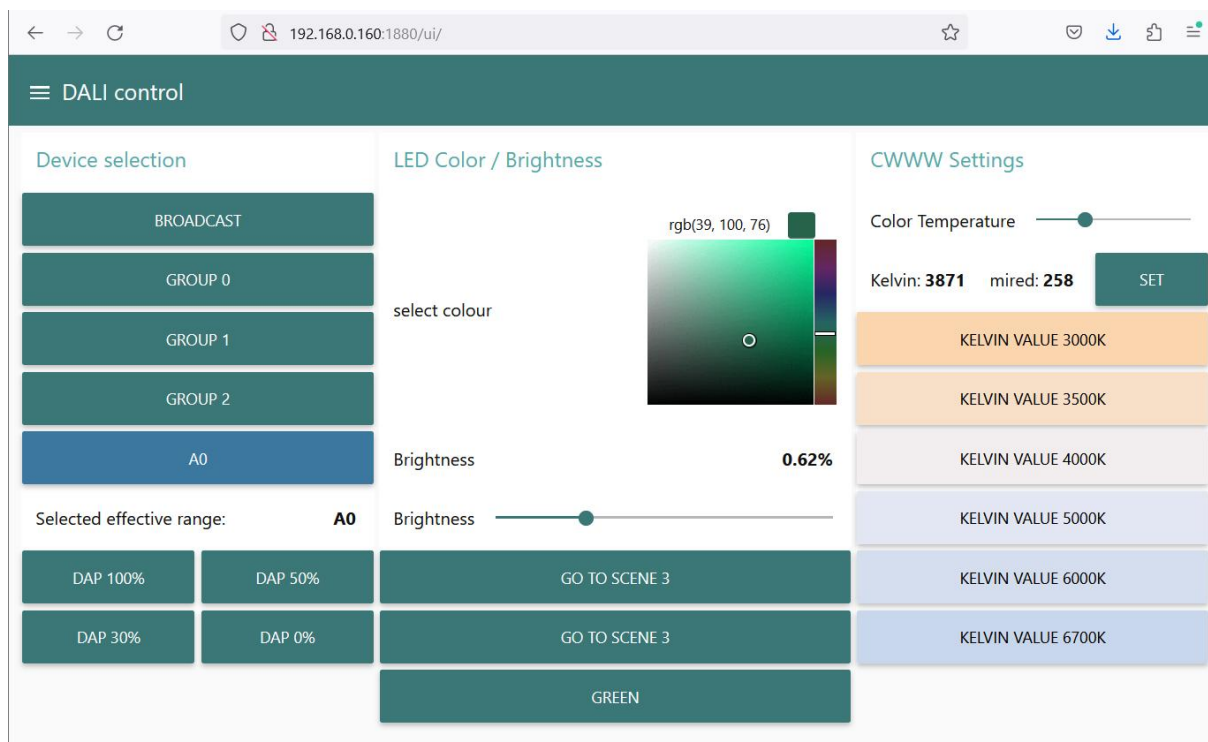 192.168.0.160:1880/ui/
DALI control
Device selection
BROADCAST
GROUP 0
GROUP 1
GROUP 2
A0
Selected effective range: A0
DAP 100% DAP 50%
DAP 30% DAP 0%
LED Color / Brightness
rgb(39, 100, 76)
select colour
Brightness 0.62%
Brightness
GO TO SCENE 3
GO TO SCENE 3
GREEN
CWWW Settings
Color Temperature
Kelvin: 3871 mired: 258 SET
KELVIN VALUE 3000K
KELVIN VALUE 3500K
KELVIN VALUE 4000K
KELVIN VALUE 5000K
KELVIN VALUE 6000K
KELVIN VALUE 6700K